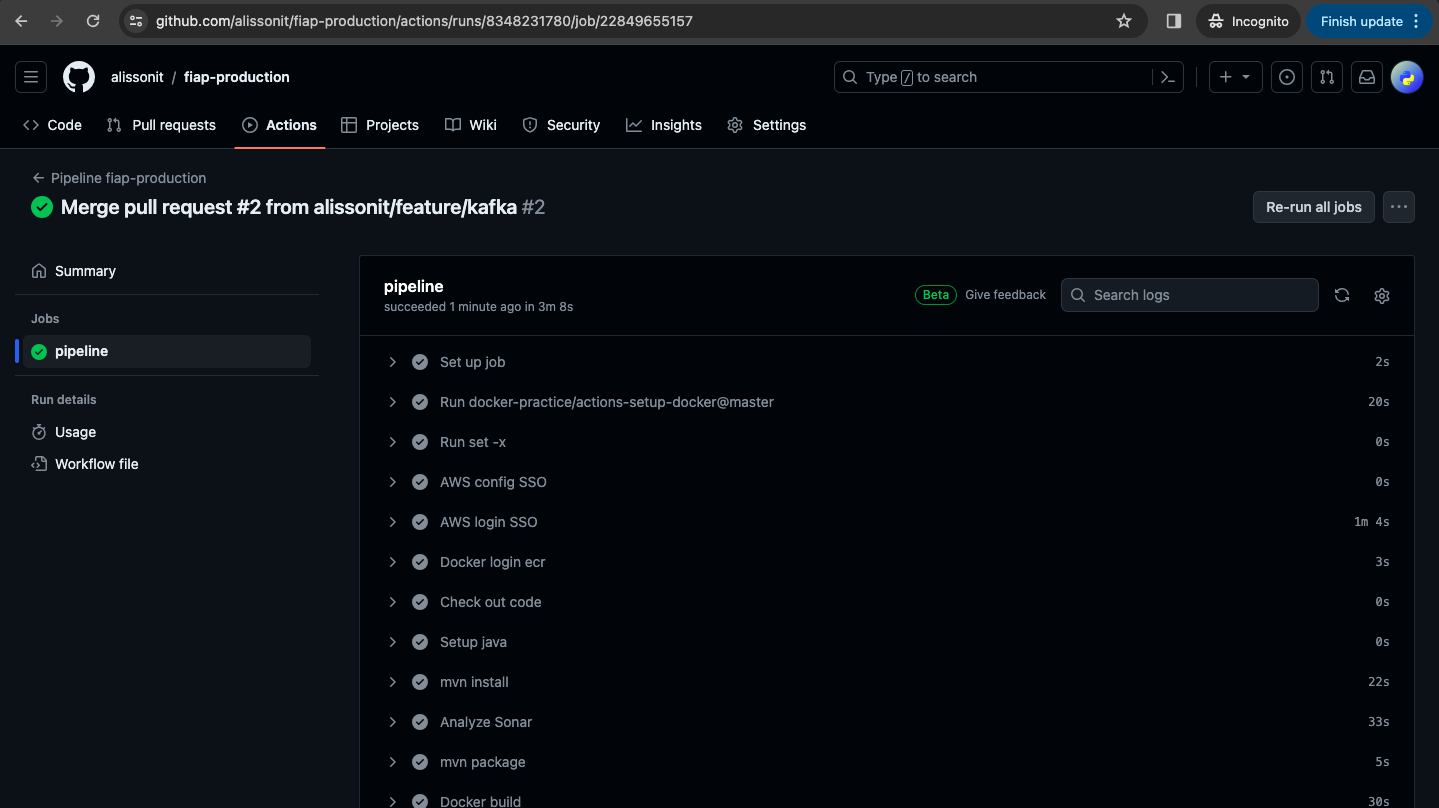 github.com/alissonit/fiap-production/actions/runs/8348231780/job/22849655157
Incognito
Finish update
alissonit / fiap-production
Type / to search
Code
Pull requests
Actions
Projects
Wiki
Security
Insights
Settings
Pipeline fiap-production
Merge pull request #2 from alissonit/feature/kafka #2
Re-run all jobs
Summary
Jobs
pipeline
Run details
Usage
Workflow file
pipeline
succeeded 1 minute ago in 3m 8s
Beta
Give feedback
Search logs
Set up job 2s
Run docker-practice/actions-setup-docker@master 20s
Run set -x 0s
AWS config SSO 0s
AWS login SSO 1m 4s
Docker login ecr 3s
Check out code 0s
Setup java 0s
mvn install 22s
Analyze Sonar 33s
mvn package 5s
Docker build 30s